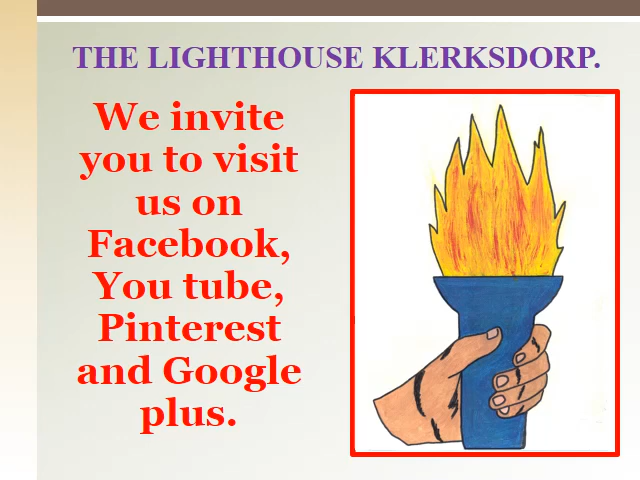 THE LIGHTHOUSE KLERKSDORP.
We invite
you to visit
us on
Facebook,
You tube,
Pinterest
and Google
plus.